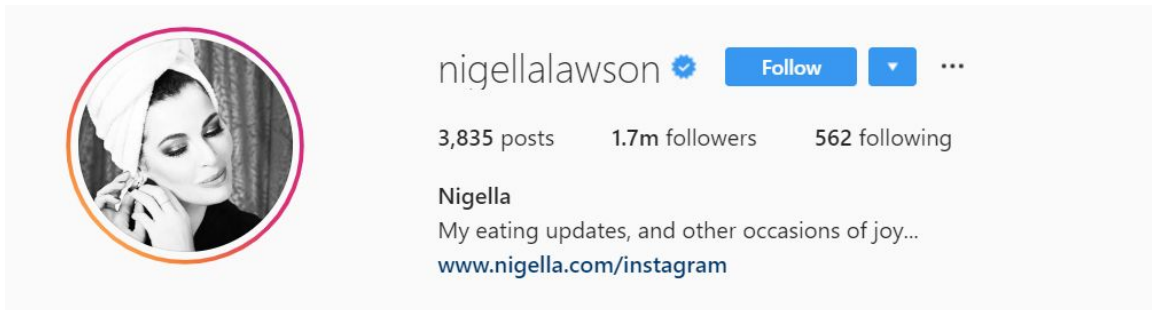 nigellalawson Follow
3,835 posts 1.7m followers 562 following
Nigella
My eating updates, and other occasions of joy...
www.nigella.com/instagram